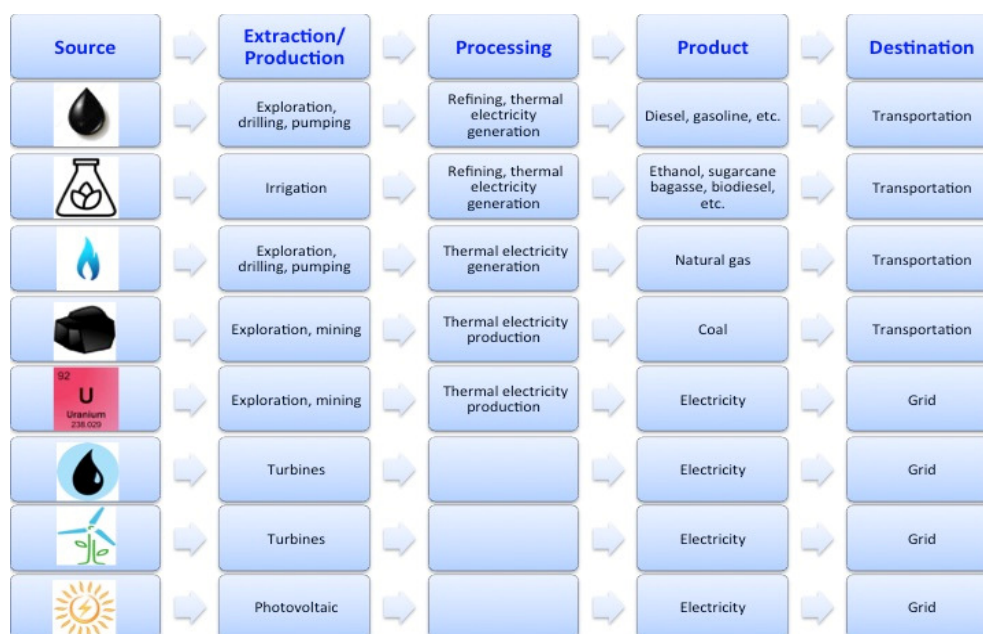 Source
Extraction/
Production
Processing
Product
Destination
Exploration,
drilling, pumping
Refining, thermal
electricity
generation
Diesel, gasoline, etc.
Transportation
Irrigation
Refining, thermal
electricity
generation
Ethanol, sugarcane
bagasse, biodiesel,
etc.
Transportation
Exploration,
drilling, pumping
Thermal electricity
generation
Natural gas
Transportation
Exploration, mining
Thermal electricity
production
Coal
Transportation
92
U
Uranium
238.029
Exploration, mining
Thermal electricity
production
Electricity
Grid
Turbines
Electricity
Grid
Turbines
Electricity
Grid
Photovoltaic
Electricity
Grid